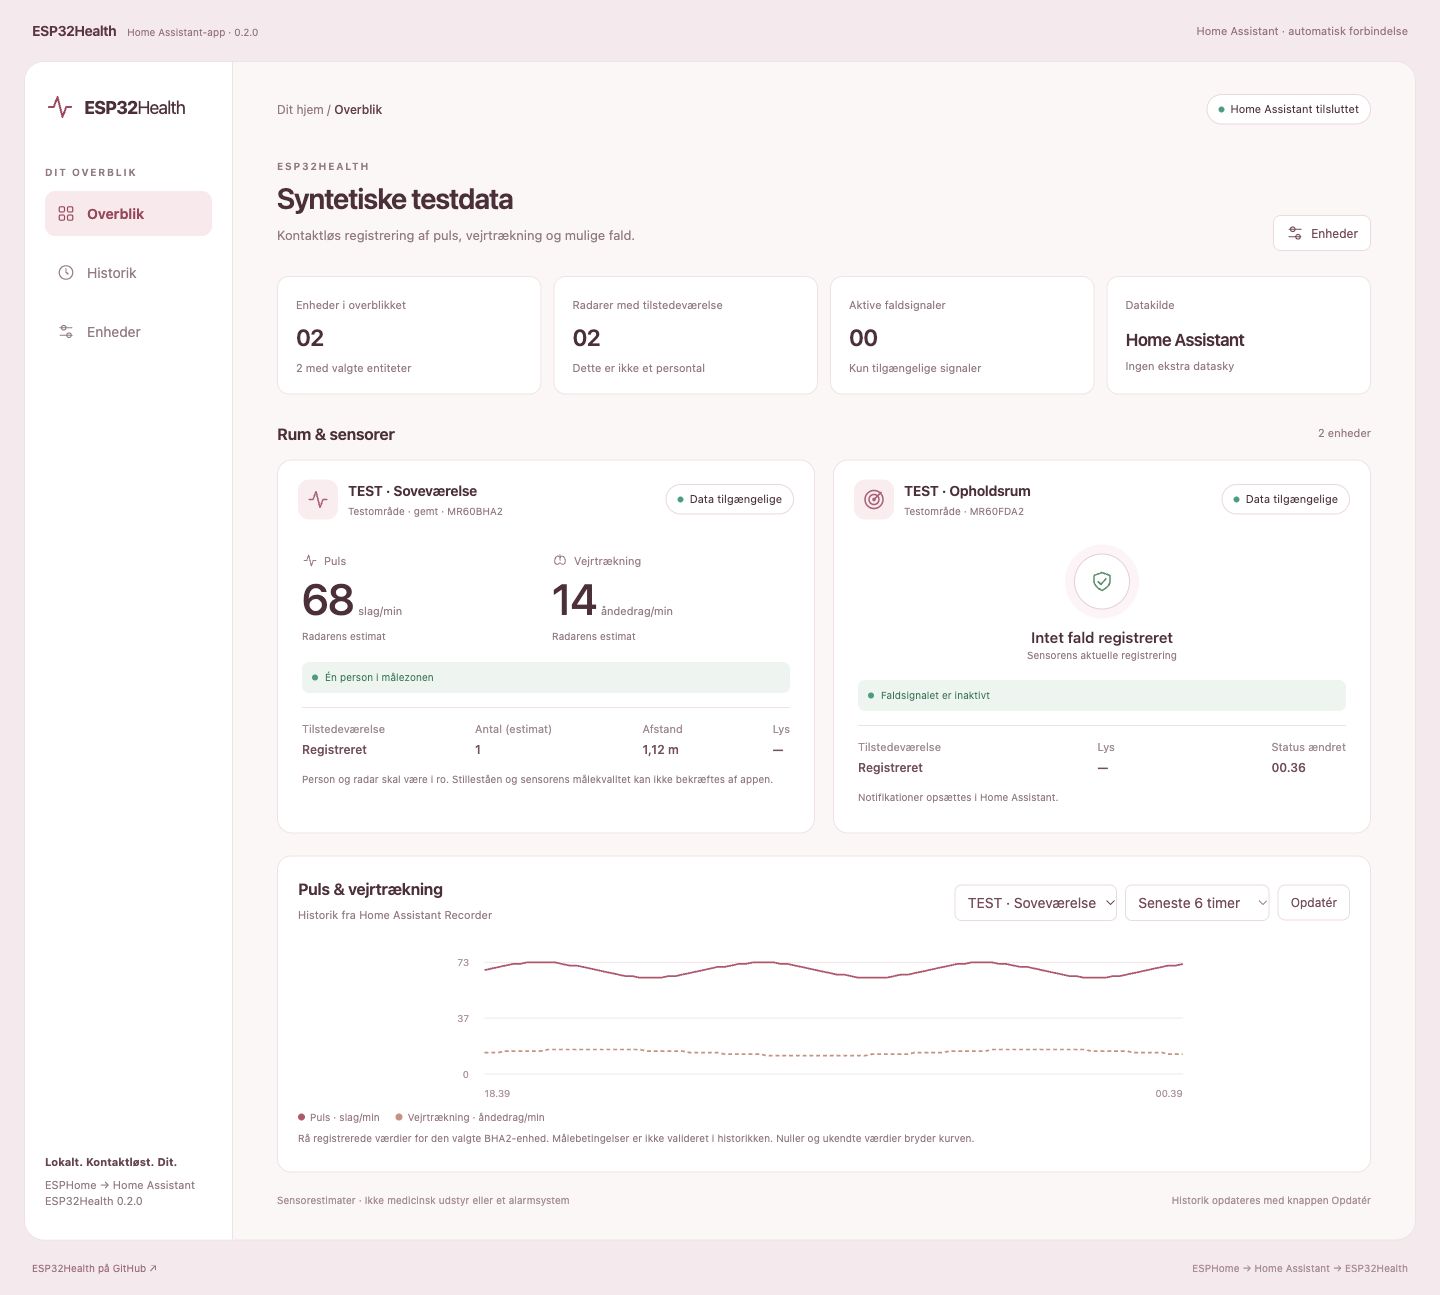 ESP32Health Home Assistant-app · 0.2.0
Home Assistant · automatisk forbindelse
ESP32Health
DIT OVERBLIK
Overblik
Historik
Enheder
Lokalt. Kontaktløst. Dit.
ESPHome → Home Assistant
ESP32Health 0.2.0
Dit hjem / Overblik
Home Assistant tilsluttet
ESP32HEALTH
Syntetiske testdata
Kontaktløs registrering af puls, vejrtrækning og mulige fald.
Enheder
Enheder i overblikket
02
2 med valgte entiteter
Radarer med tilstedeværelse
02
Dette er ikke et persontal
Aktive faldsignaler
00
Kun tilgængelige signaler
Datakilde
Home Assistant
Ingen ekstra datasky
Rum & sensorer
2 enheder
TEST · Soveværelse
Testområde · gemt · MR60BHA2
Data tilgængelige
Puls
68 slag/min
Radarens estimat
Vejrtrækning
14 åndedrag/min
Radarens estimat
Én person i målezonen
Tilstedeværelse
Registreret
Antal (estimat)
1
Afstand
1,12 m
Lys
—
Person og radar skal være i ro. Stilleståen og sensorens målekvalitet kan ikke bekræftes af appen.
TEST · Opholdsrum
Testområde · MR60FDA2
Data tilgængelige
Intet fald registreret
Sensorens aktuelle registrering
Faldsignalet er inaktivt
Tilstedeværelse
Registreret
Lys
—
Status ændret
00.36
Notifikationer opsættes i Home Assistant.
Puls & vejrtrækning
Historik fra Home Assistant Recorder
TEST · Soveværelse
Seneste 6 timer
Opdatér
73
37
0
18.39
00.39
Puls · slag/min
Vejrtrækning · åndedrag/min
Rå registrerede værdier for den valgte BHA2-enhed. Målebetingelser er ikke valideret i historikken. Nuller og ukendte værdier bryder kurven.
Sensorestimater · ikke medicinsk udstyr eller et alarmsystem
Historik opdateres med knappen Opdatér
ESP32Health på GitHub ↗
ESPHome → Home Assistant → ESP32Health